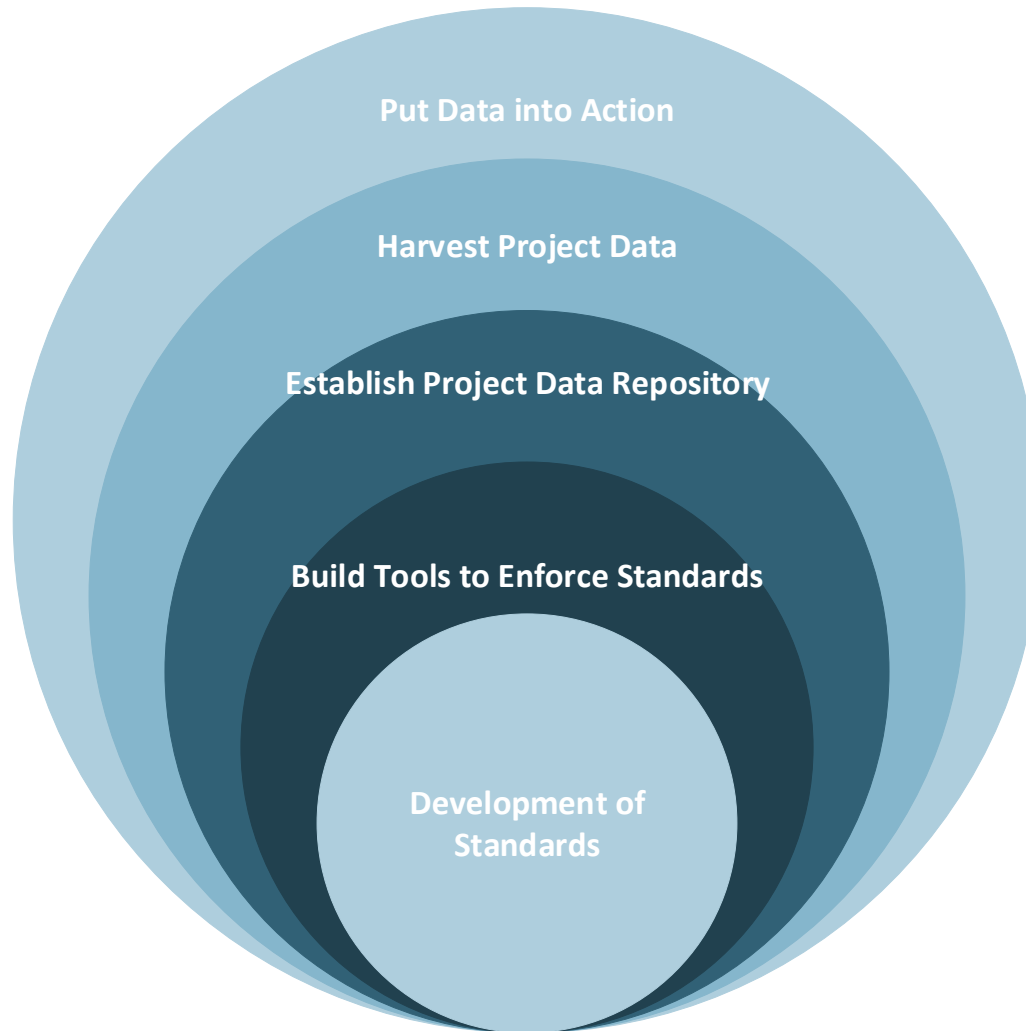 Put Data into Action
Harvest Project Data
Establish Project Data Repository
Build Tools to Enforce Standards
Development of
Standards